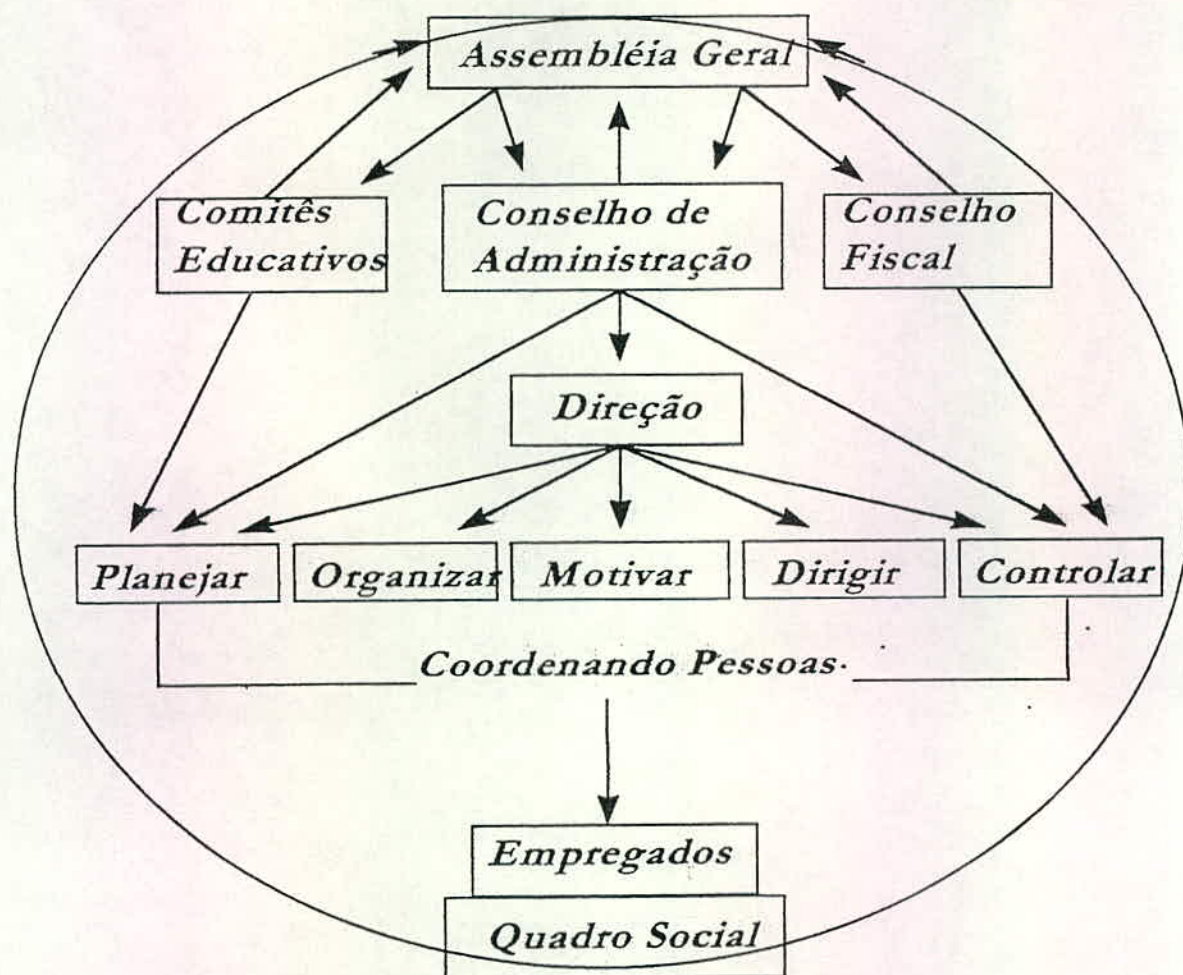 Assembléia Geral
Comitês
Educativos
Conselho de
Administração
Conselho
Fiscal
Direção
Planejar
Organizar
Motivar
Dirigir
Controlar
Coordenando Pessoas
Empregados
Quadro Social